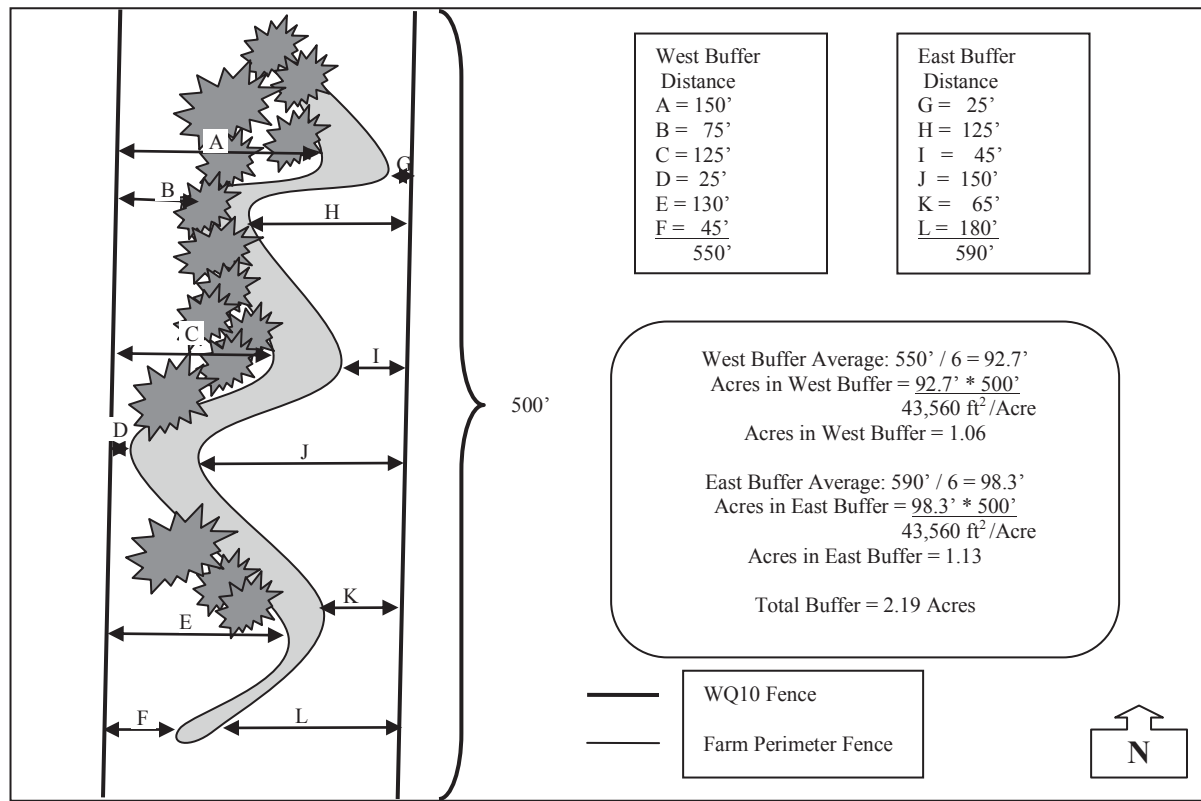 A
G
B
H
C
I
D
J
K
E
F
L
500’
West Buffer
Distance
A = 150’
B = 75’
C = 125’
D = 25’
E = 130’
F = 45’
550’
East Buffer
Distance
G = 25’
H = 125’
I = 45’
J = 150’
K = 65’
L = 180’
590’
West Buffer Average: 550’ / 6 = 92.7’
Acres in West Buffer = 92.7’ * 500’
43,560 ft²/Acre
Acres in West Buffer = 1.06
East Buffer Average: 590’ / 6 = 98.3’
Acres in East Buffer = 98.3’ * 500’
43,560 ft²/Acre
Acres in East Buffer = 1.13
Total Buffer = 2.19 Acres
WQ10 Fence
Farm Perimeter Fence
N